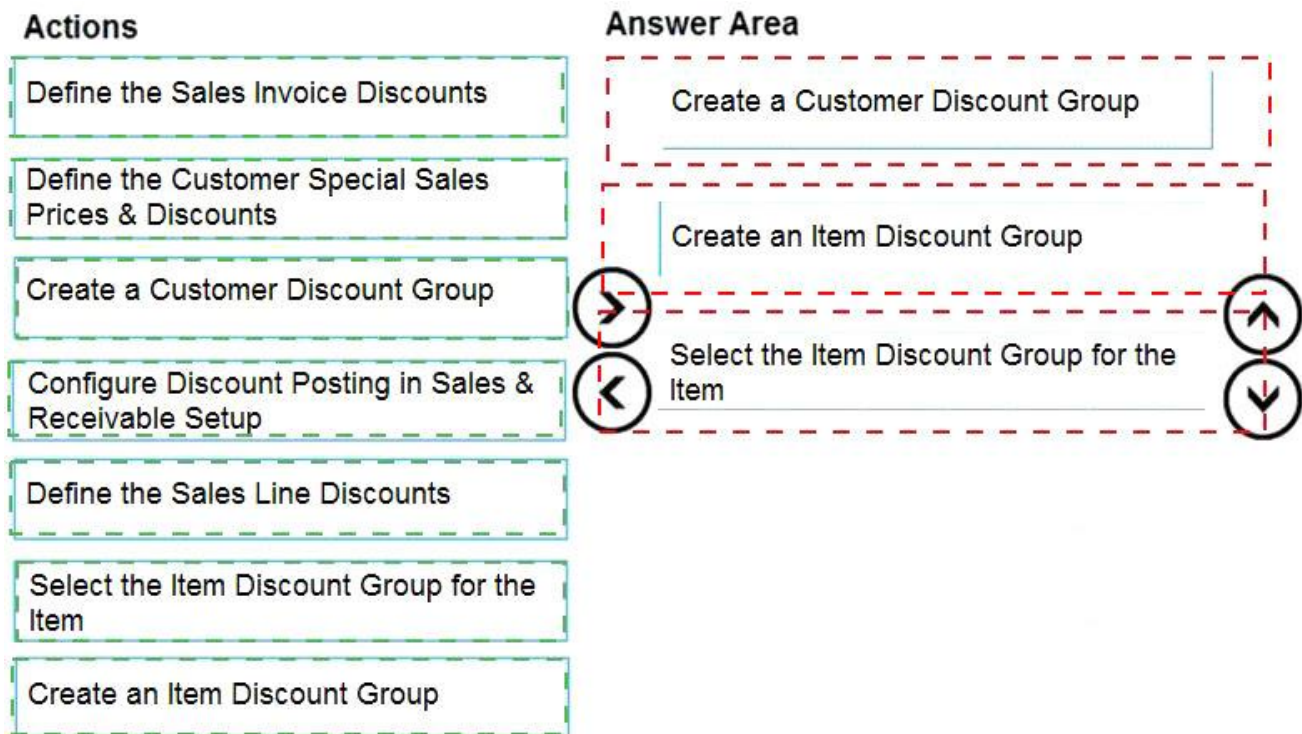 Actions
Define the Sales Invoice Discounts
Define the Customer Special Sales
Prices & Discounts
Create a Customer Discount Group
Configure Discount Posting in Sales &
Receivable Setup
Define the Sales Line Discounts
Select the Item Discount Group for the
Item
Create an Item Discount Group
Answer Area
Create a Customer Discount Group
Create an Item Discount Group
Select the Item Discount Group for the
Item